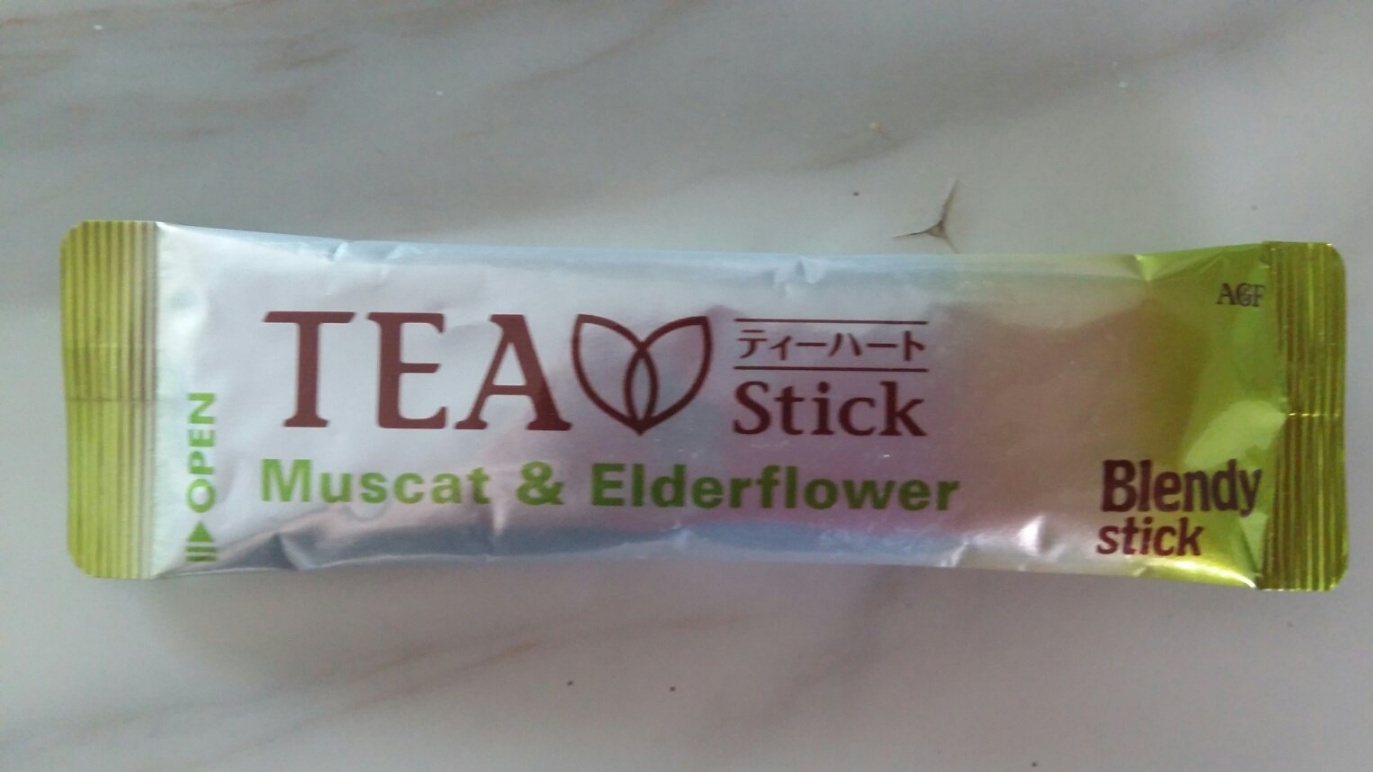 OPEN
TEA
ティーハート
Stick
Muscat & Elderflower
AGF
Blendy
stick